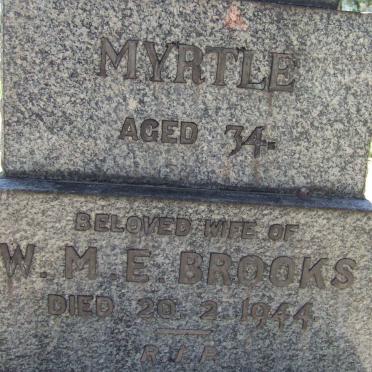 MYRTLE
AGED 34.
BELOVED WIFE OF
W. M. E. BROOKS
DIED 20. 2. 1944
R.I.P.